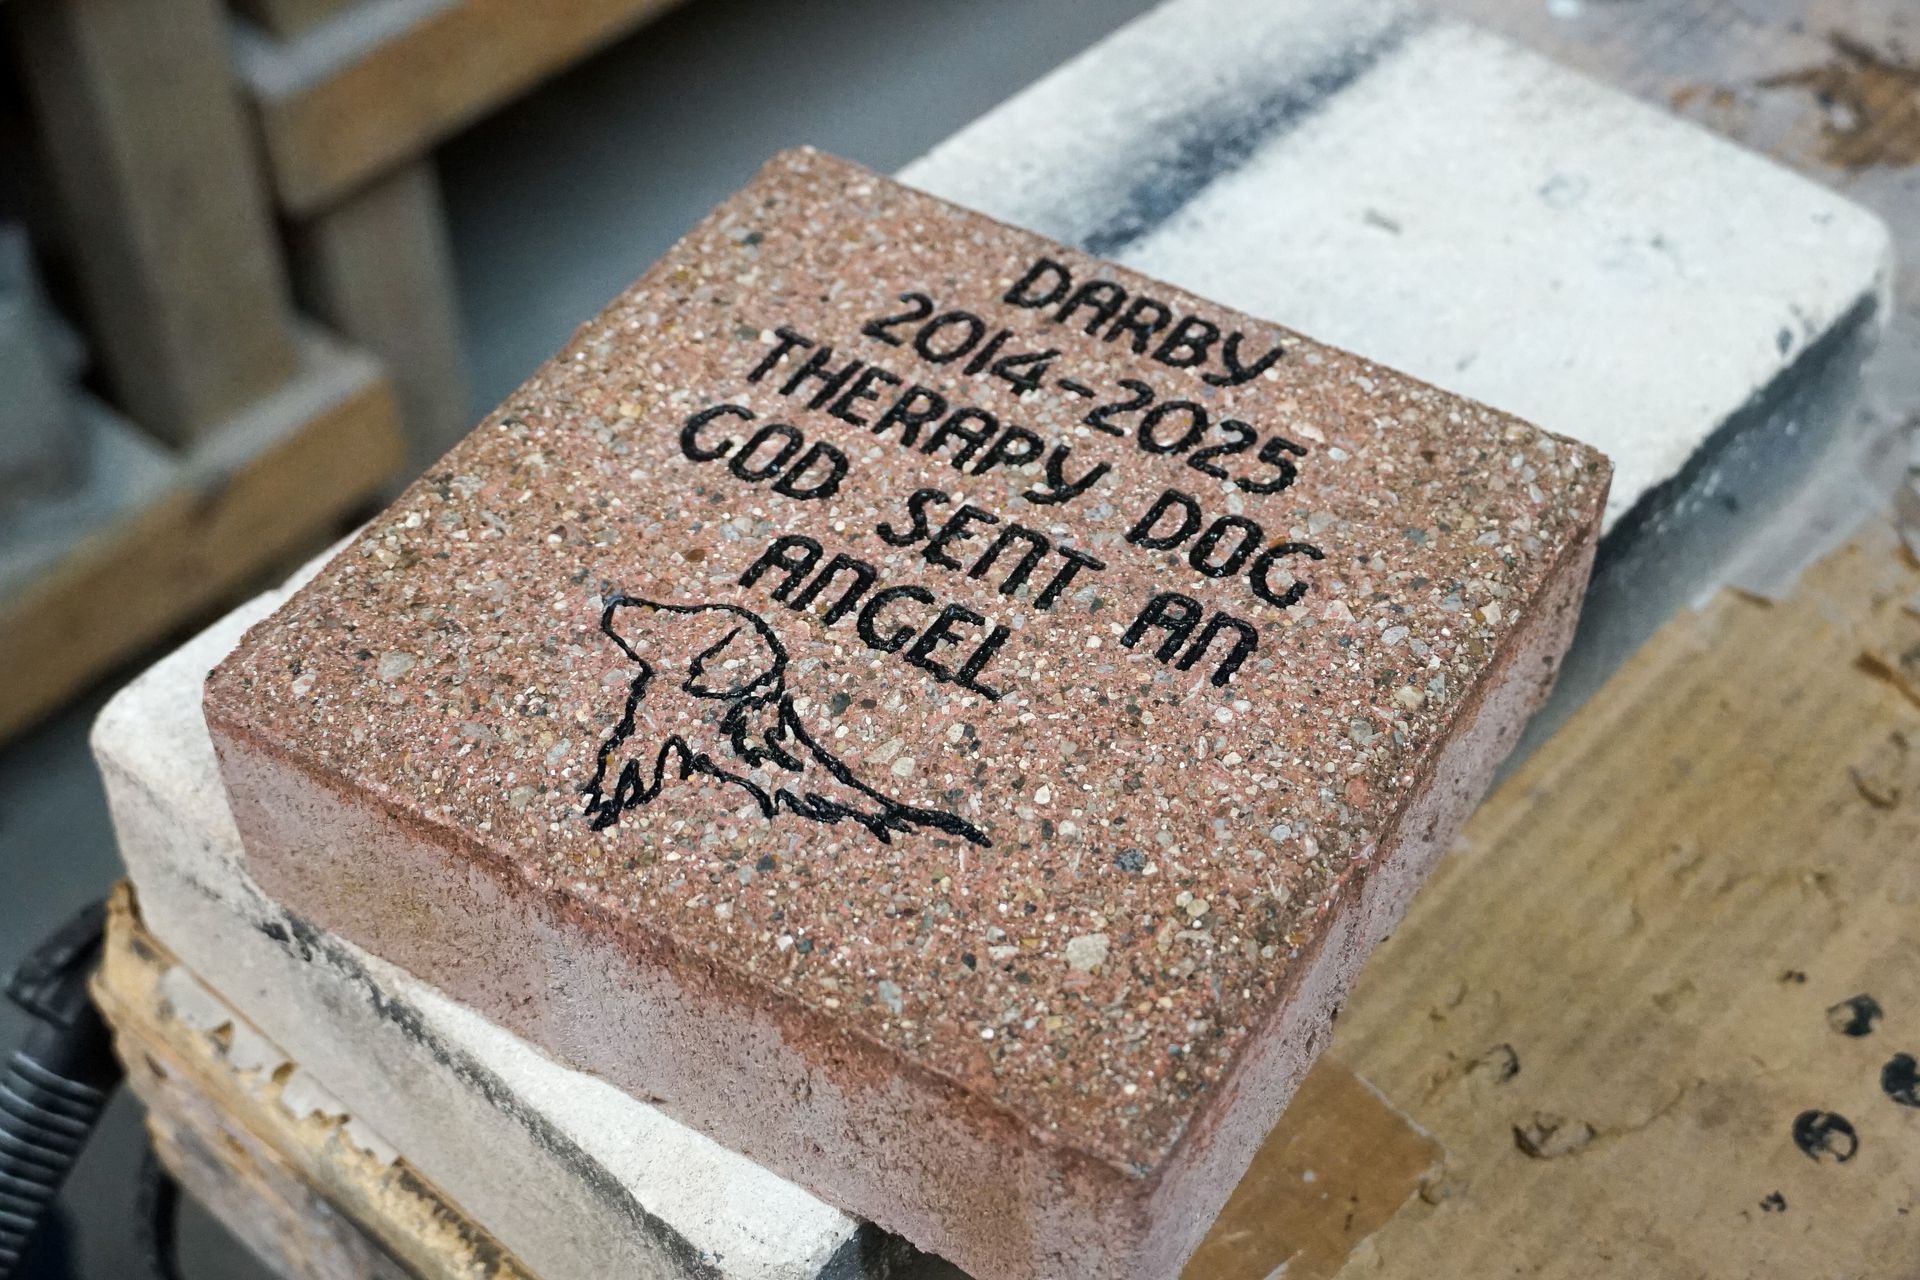 DARBY
2014-2025
THERAPY DOG
GOD SENT AN
ANGEL